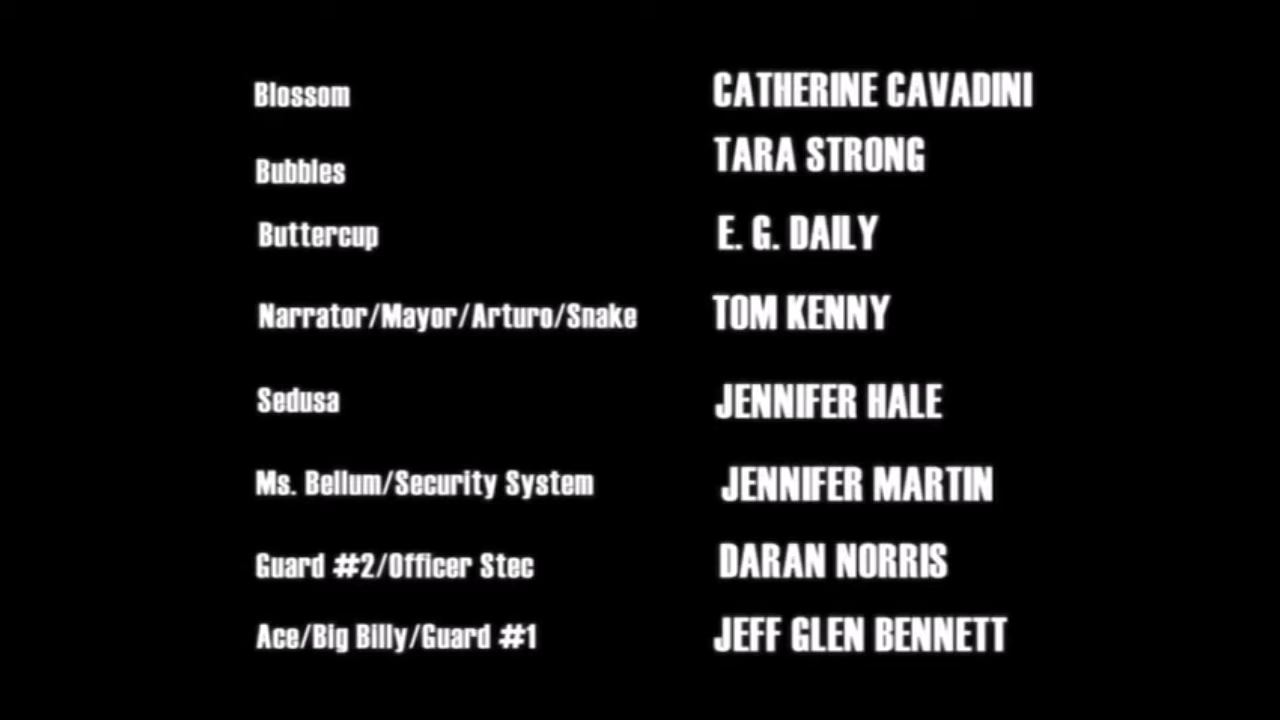 Blossom CATHERINE CAVADINI
Bubbles TARA STRONG
Buttercup E. G. DAILY
Narrator/Mayor/Arturo/Snake TOM KENNY
Sedusa JENNIFER HALE
Ms. Bellum/Security System JENNIFER MARTIN
Guard #2/Officer Stec DARAN NORRIS
Ace/Big Billy/Guard #1 JEFF GLEN BENNETT